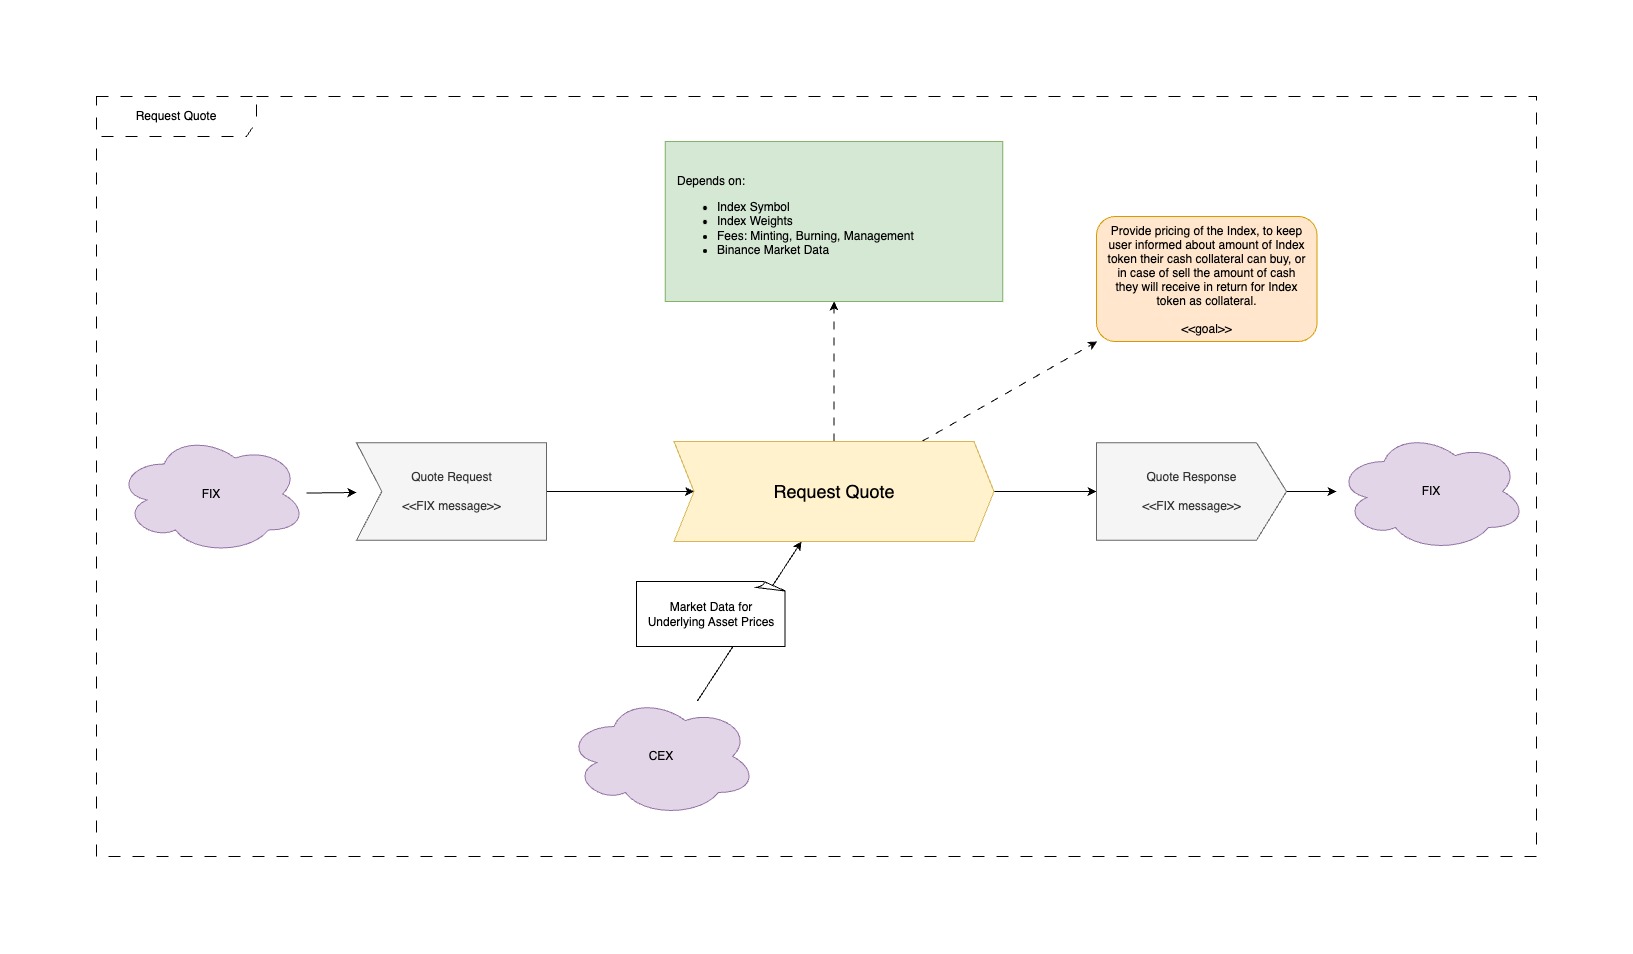 Request Quote
Depends on:
• Index Symbol
• Index Weights
• Fees: Minting, Burning, Management
• Binance Market Data
Provide pricing of the Index, to keep
user informed about amount of Index
token their cash collateral can buy, or
in case of sell the amount of cash
they will receive in return for Index
token as collateral.
<<goal>>
FIX
Quote Request
<<FIX message>>
Request Quote
Quote Response
<<FIX message>>
FIX
Market Data for
Underlying Asset Prices
CEX